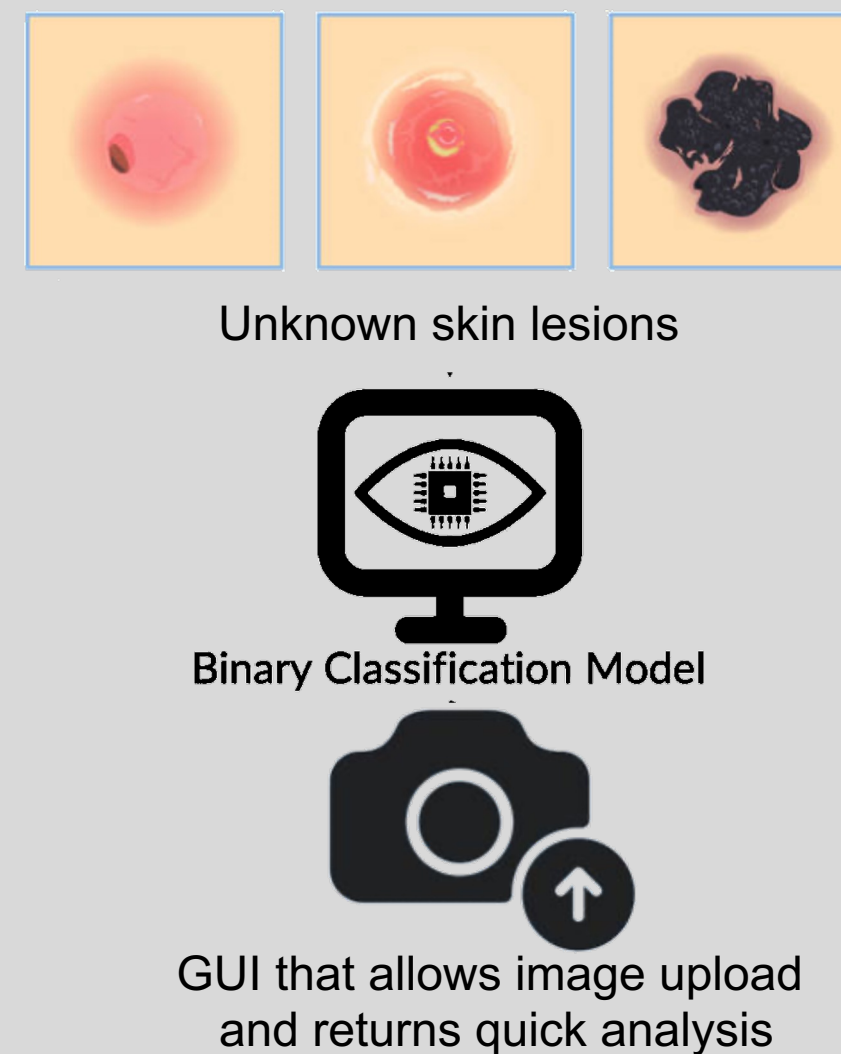 Unknown skin lesions
Binary Classification Model
GUI that allows image upload
and returns quick analysis